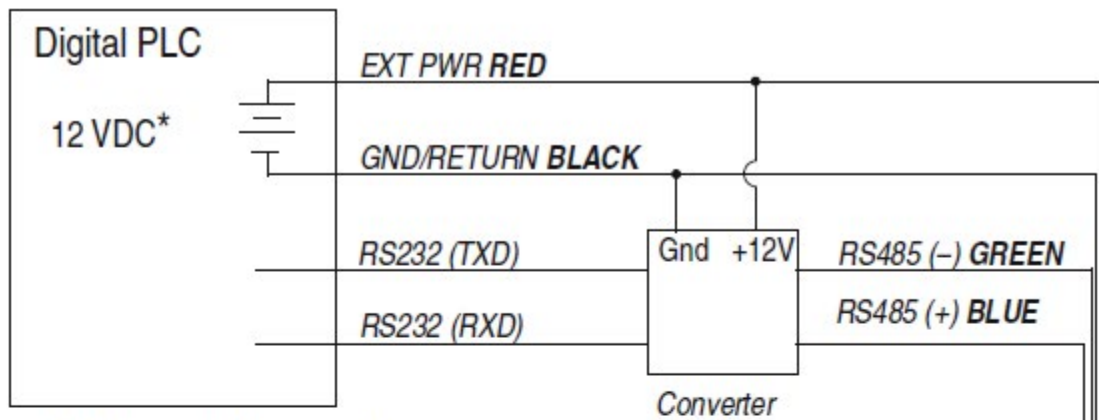 Digital PLC
EXT PWR RED
12 VDC*
GND/RETURN BLACK
RS232 (TXD)
Gnd +12V
RS485 (–) GREEN
RS232 (RXD)
RS485 (+) BLUE
Converter